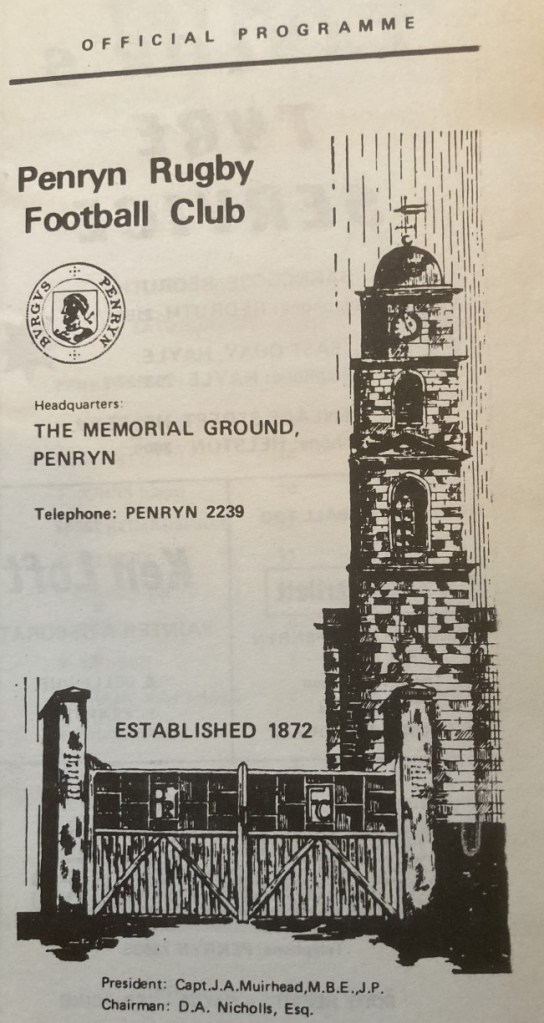 OFFICIAL PROGRAMME
Penryn Rugby
Football Club
BVRGVS PENRYN
Headquarters:
THE MEMORIAL GROUND,
PENRYN
Telephone: PENRYN 2239
ESTABLISHED 1872
President: Capt.J.A.Muirhead,M.B.E.,J.P.
Chairman: D.A. Nicholls, Esq.